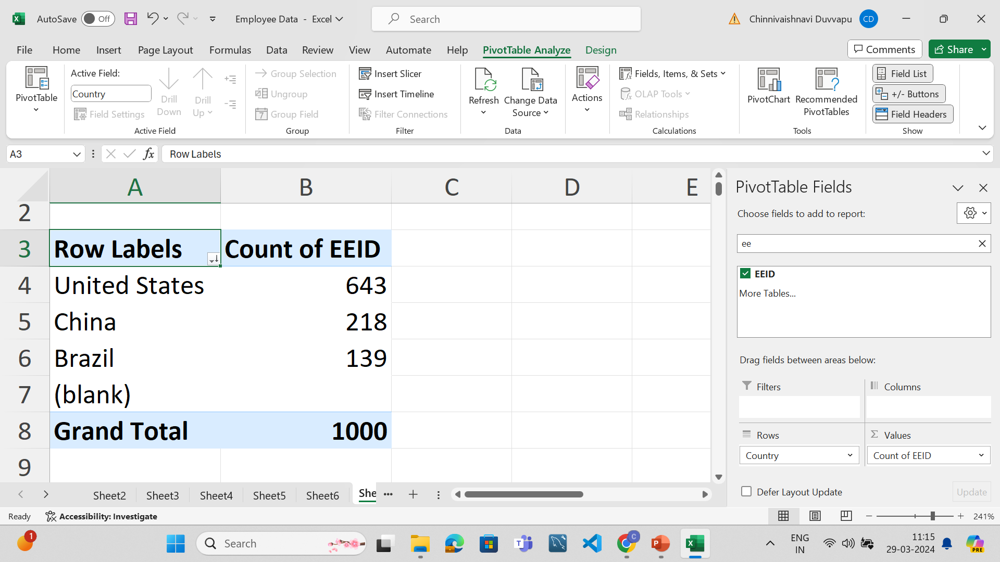 AutoSave Off Employee Data - Excel Search Chinnivaishnavi Duvvapu CD
File Home Insert Page Layout Formulas Data Review View Automate Help PivotTable Analyze Design Comments Share
PivotTable
Active Field:
Country
Field Settings
Drill Down
Drill Up
Active Field
Group Selection
Ungroup
Group Field
Group
Insert Slicer
Insert Timeline
Filter Connections
Filter
Refresh
Change Data Source
Data
Actions
Fields, Items, & Sets
OLAP Tools
Relationships
Calculations
PivotChart
Recommended PivotTables
Tools
Field List
+/- Buttons
Field Headers
Show
A3 fx Row Labels
A B C D E
2
3 Row Labels Count of EEID
4 United States 643
5 China 218
6 Brazil 139
7 (blank)
8 Grand Total 1000
9
PivotTable Fields
Choose fields to add to report:
ee
EEID
More Tables...
Drag fields between areas below:
Filters
Columns
Rows
Values
Country
Count of EEID
Defer Layout Update Update
Sheet2 Sheet3 Sheet4 Sheet5 Sheet6 She
Ready Accessibility: Investigate 241%
1 Search ENG IN 11:15 29-03-2024 PRE